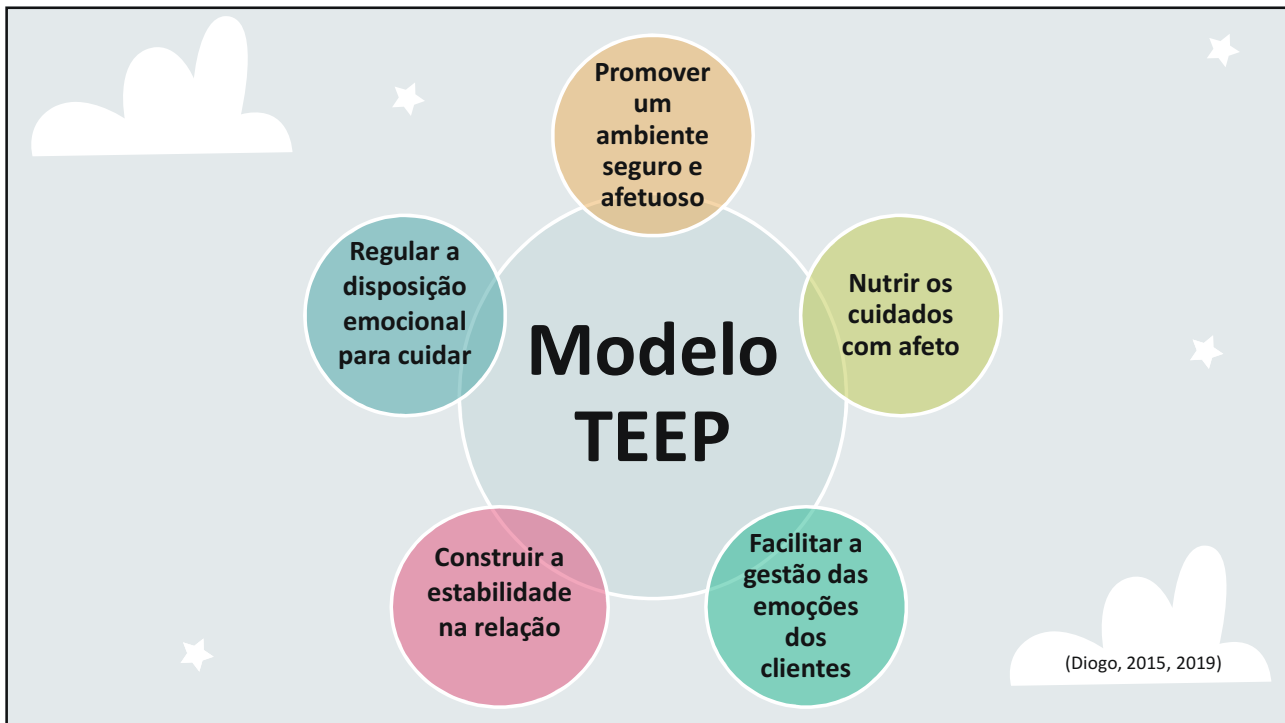 Promover
um
ambiente
seguro e
afetuoso
Regular a
disposição
emocional
para cuidar
Nutrir os
cuidados
com afeto
Modelo
TEEP
Construir a
estabilidade
na relação
Facilitar a
gestão das
emoções
dos
clientes
(Diogo, 2015, 2019)